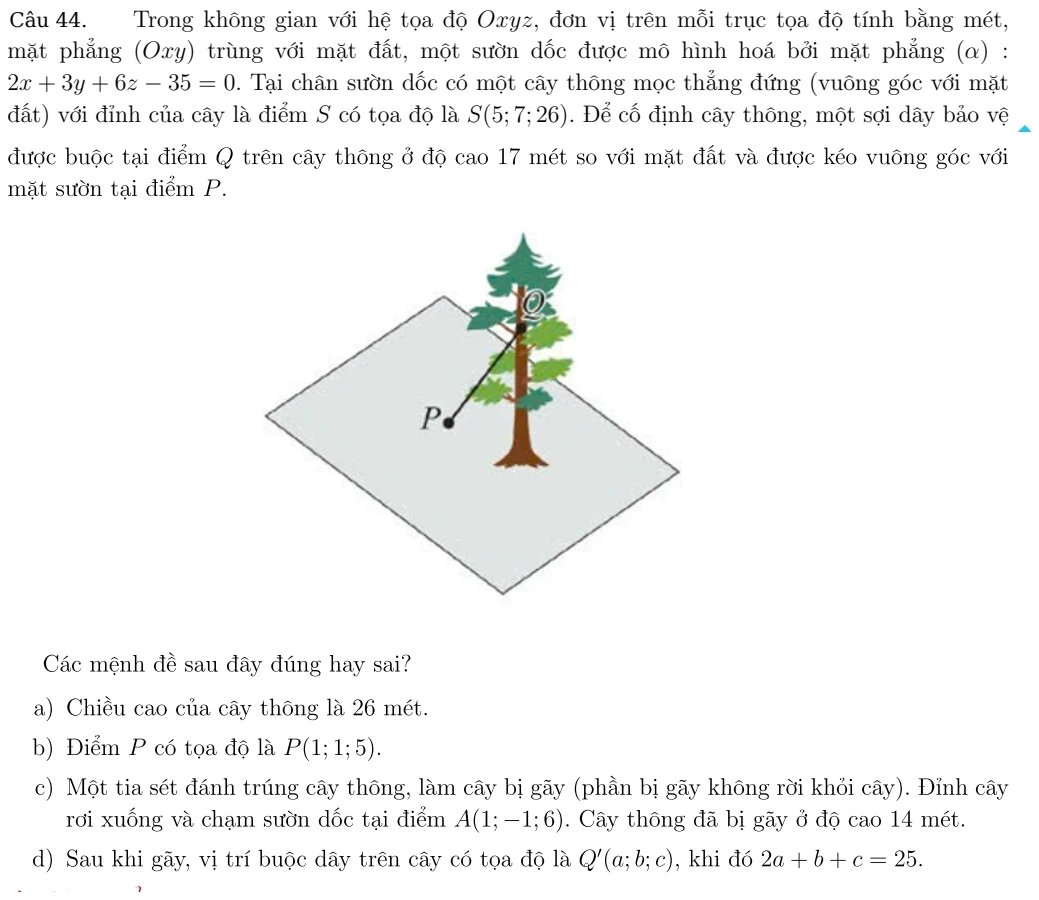 Câu 44. Trong không gian với hệ tọa độ Oxyz, đơn vị trên mỗi trục tọa độ tính bằng mét,
mặt phẳng (Oxy) trùng với mặt đất, một sườn dốc được mô hình hoá bởi mặt phẳng (α) :
2x + 3y + 6z − 35 = 0. Tại chân sườn dốc có một cây thông mọc thẳng đứng (vuông góc với mặt
đất) với đỉnh của cây là điểm S có tọa độ là S(5; 7; 26). Để cố định cây thông, một sợi dây bảo vệ
được buộc tại điểm Q trên cây thông ở độ cao 17 mét so với mặt đất và được kéo vuông góc với
mặt sườn tại điểm P.
Q
P
Các mệnh đề sau đây đúng hay sai?
a) Chiều cao của cây thông là 26 mét.
b) Điểm P có tọa độ là P(1; 1; 5).
c) Một tia sét đánh trúng cây thông, làm cây bị gãy (phần bị gãy không rời khỏi cây). Đỉnh cây
rơi xuống và chạm sườn dốc tại điểm A(1; −1; 6). Cây thông đã bị gãy ở độ cao 14 mét.
d) Sau khi gãy, vị trí buộc dây trên cây có tọa độ là Q′(a; b; c), khi đó 2a + b + c = 25.